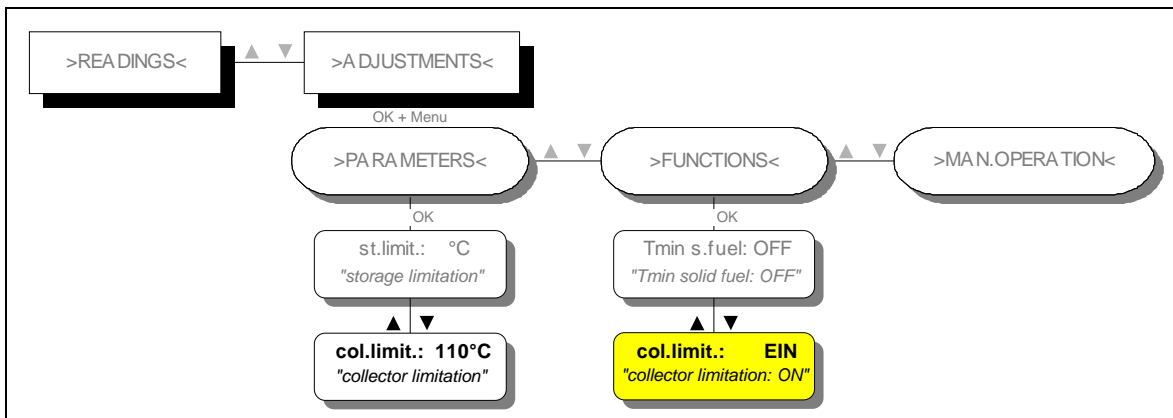 >READINGS<
▲ ▼
>ADJUSTMENTS<
OK + Menu
>PARAMETERS<
▲ ▼
>FUNCTIONS<
▲ ▼
>MAN.OPERATION<
OK
OK
st.limit.: °C
"storage limitation"
Tmin s.fuel: OFF
"Tmin solid fuel: OFF"
▲ ▼
▲ ▼
col.limit.: 110°C
"collector limitation"
col.limit.: EIN
"collector limitation: ON"